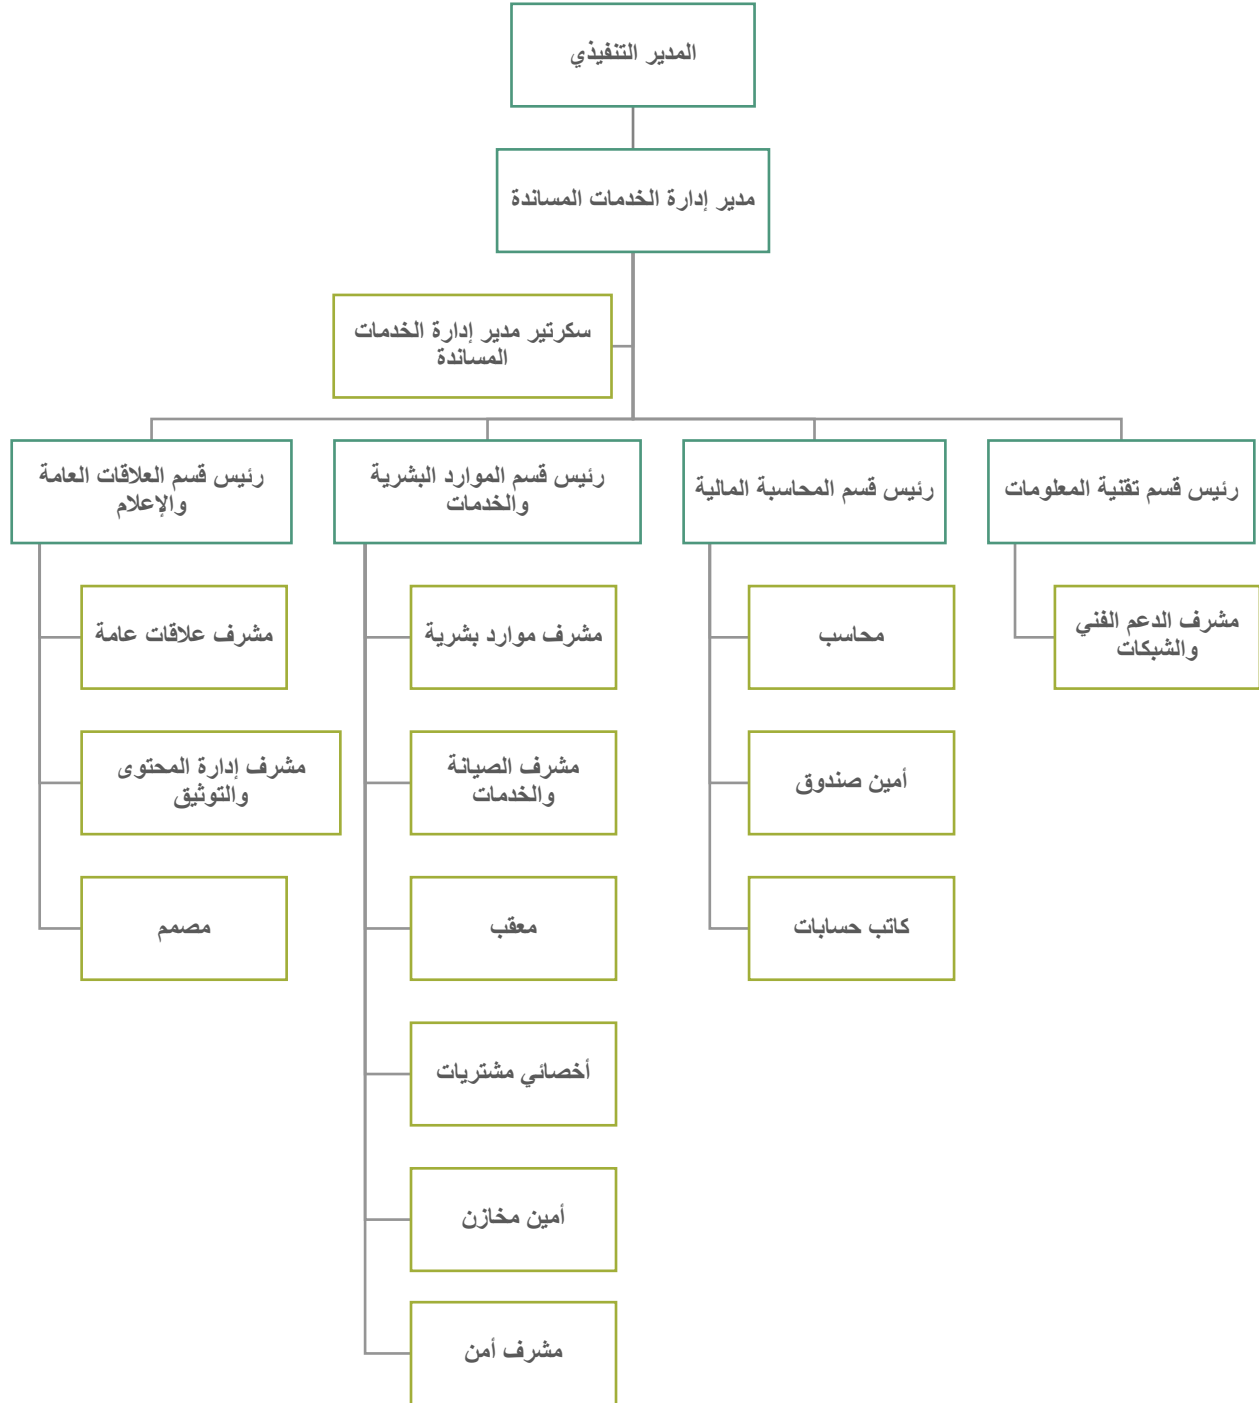 المدير التنفيذي
مدير إدارة الخدمات المساندة
سكرتير مدير إدارة الخدمات
المساندة
رئيس قسم تقنية المعلومات
مشرف الدعم الفني
والشبكات
رئيس قسم المحاسبة المالية
محاسب
أمين صندوق
كاتب حسابات
رئيس قسم الموارد البشرية
والخدمات
مشرف موارد بشرية
مشرف الصيانة
والخدمات
معقب
أخصائي مشتريات
أمين مخازن
مشرف أمن
رئيس قسم العلاقات العامة
والإعلام
مشرف علاقات عامة
مشرف إدارة المحتوى
والتوثيق
مصمم